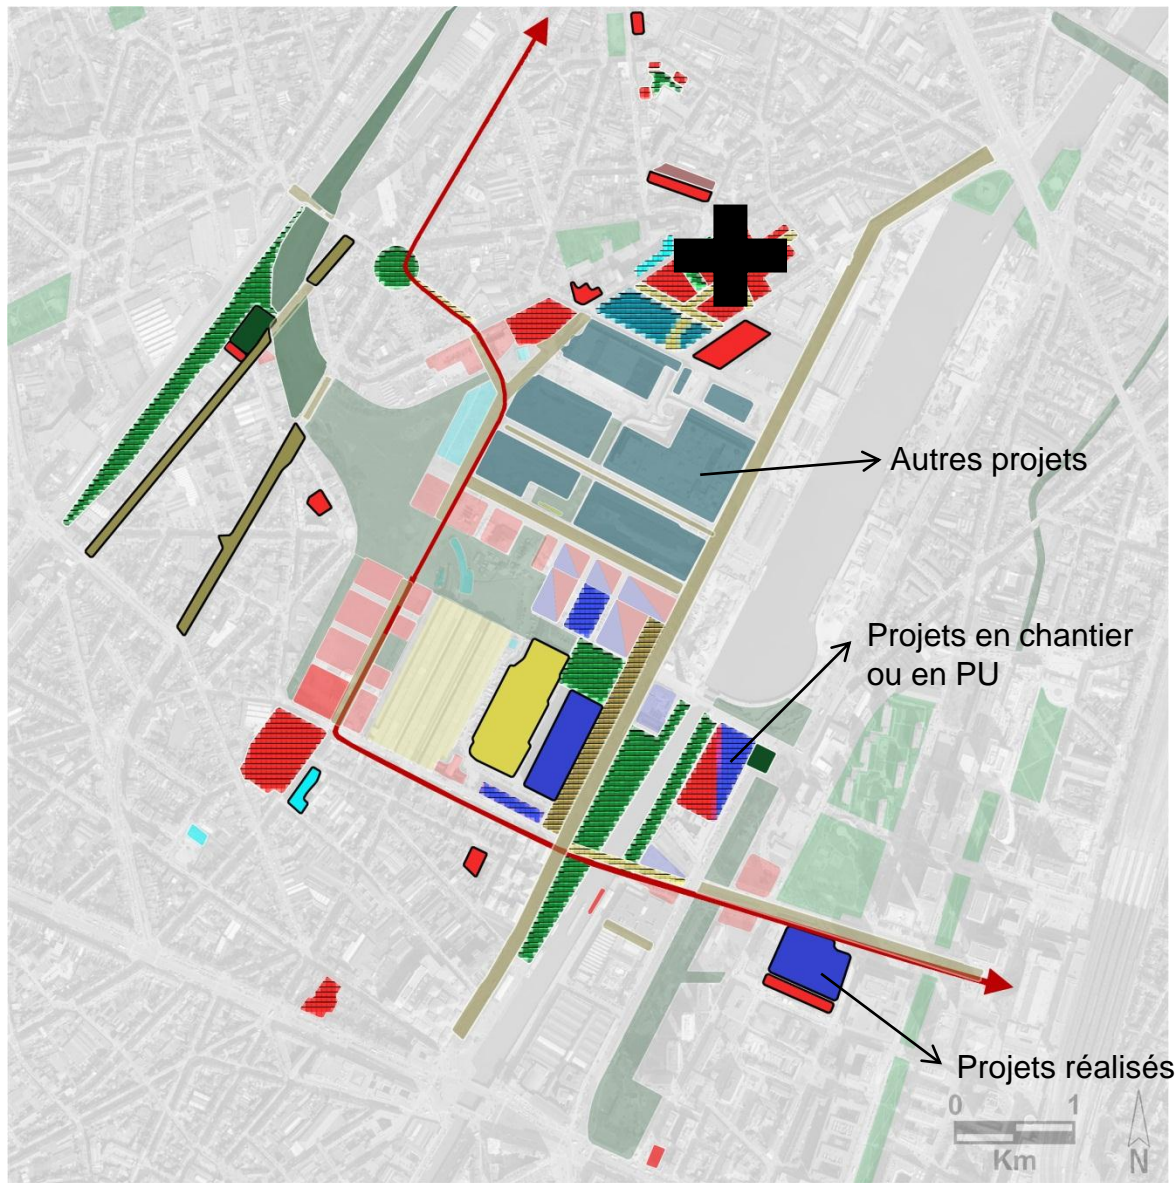 Autres projets
Projets en chantier
ou en PU
Projets réalisés
0 1
Km
N